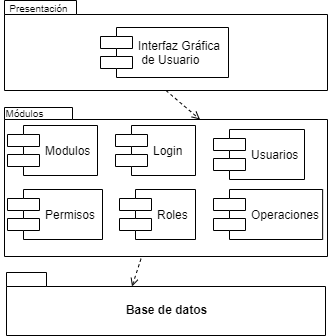 Presentación
Interfaz Gráfica
de Usuario
Módulos
Modulos
Login
Usuarios
Permisos
Roles
Operaciones
Base de datos